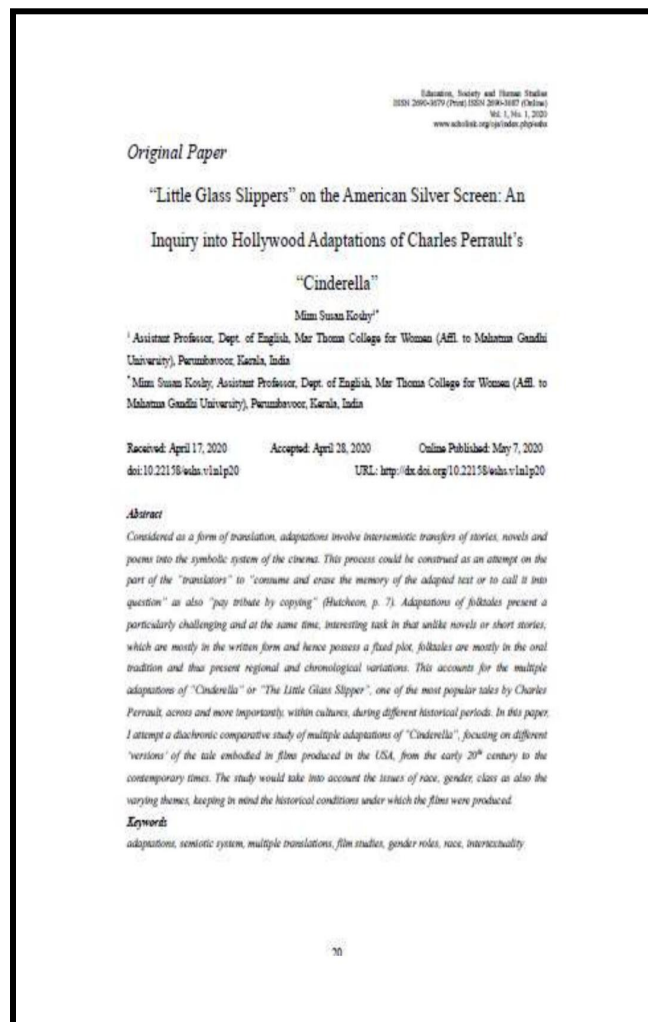 Education, Society and Human Studies
ISSN 2690-3679 (Print) ISSN 2690-3687 (Online)
Vol. 1, No. 1, 2020
www.scholink.org/ojs/index.php/eshs
Original Paper
“Little Glass Slippers” on the American Silver Screen: An
Inquiry into Hollywood Adaptations of Charles Perrault’s
“Cinderella”
Mimi Susan Koshy1*
1 Assistant Professor, Dept. of English, Mar Thoma College for Women (Affl. to Mahatma Gandhi
University), Perumbavoor, Kerala, India
* Mimi Susan Koshy, Assistant Professor, Dept. of English, Mar Thoma College for Women (Affl. to
Mahatma Gandhi University), Perumbavoor, Kerala, India
Received: April 17, 2020 Accepted: April 28, 2020 Online Published: May 7, 2020
doi:10.22158/eshs.v1n1p20 URL: http://dx.doi.org/10.22158/eshs.v1n1p20
Abstract
Considered as a form of translation, adaptations involve intersemiotic transfers of stories, novels and
poems into the symbolic system of the cinema. This process could be construed as an attempt on the
part of the "translators" to "consume and erase the memory of the adapted text or to call it into
question" as also "pay tribute by copying" (Hutcheon, p. 7). Adaptations of folktales present a
particularly challenging and at the same time, interesting task in that unlike novels or short stories,
which are mostly in the written form and hence possess a fixed plot, folktales are mostly in the oral
tradition and thus present regional and chronological variations. This accounts for the multiple
adaptations of "Cinderella" or "The Little Glass Slipper", one of the most popular tales by Charles
Perrault, across and more importantly, within cultures, during different historical periods. In this paper,
I attempt a diachronic comparative study of multiple adaptations of "Cinderella", focusing on different
'versions' of the tale embodied in films produced in the USA, from the early 20th century to the
contemporary times. The study would take into account the issues of race, gender, class as also the
varying themes, keeping in mind the historical conditions under which the films were produced.
Keywords
adaptations, semiotic system, multiple translations, film studies, gender roles, race, intertextuality
20